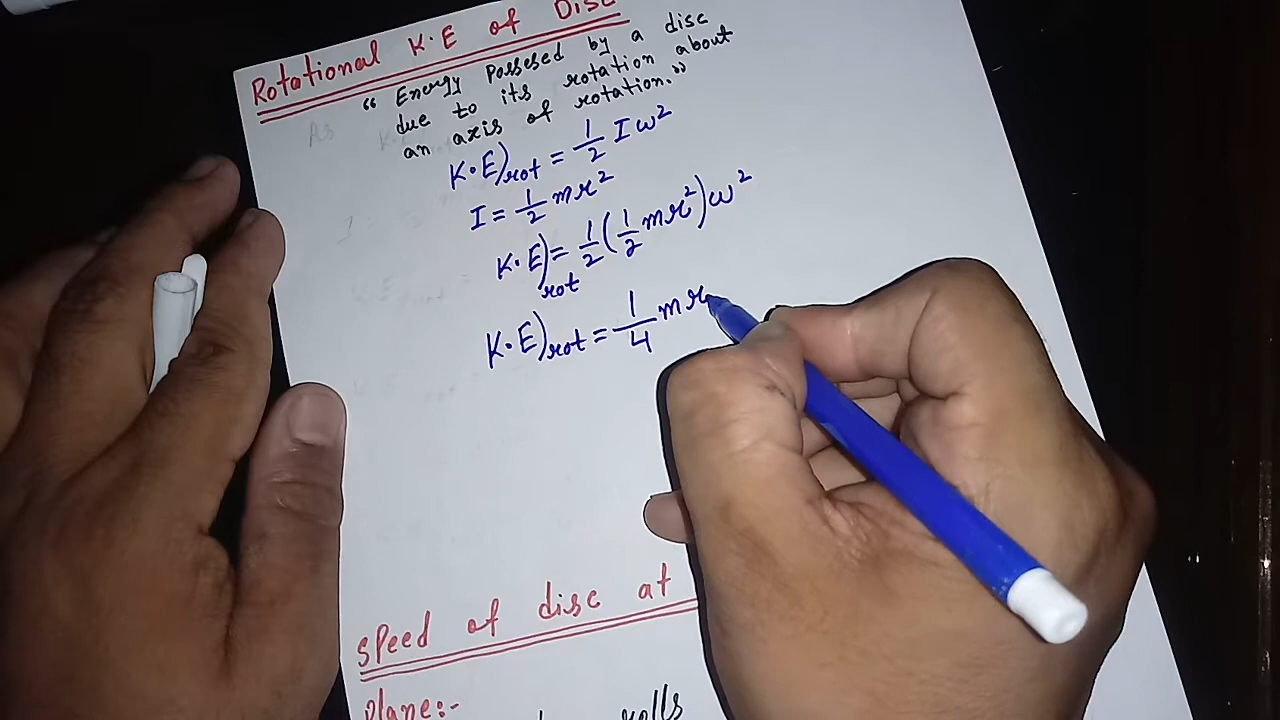 Rotational K.E of Disc
“ Energy possesed by a disc
due to its rotation about
an axis of rotation.”
K.E)rot = 1/2 Iω²
I = 1/2 mr²
K.E)rot = 1/2 (1/2 mr²) ω²
K.E)rot = 1/4 mr
speed of disc at
plane:-
rolls